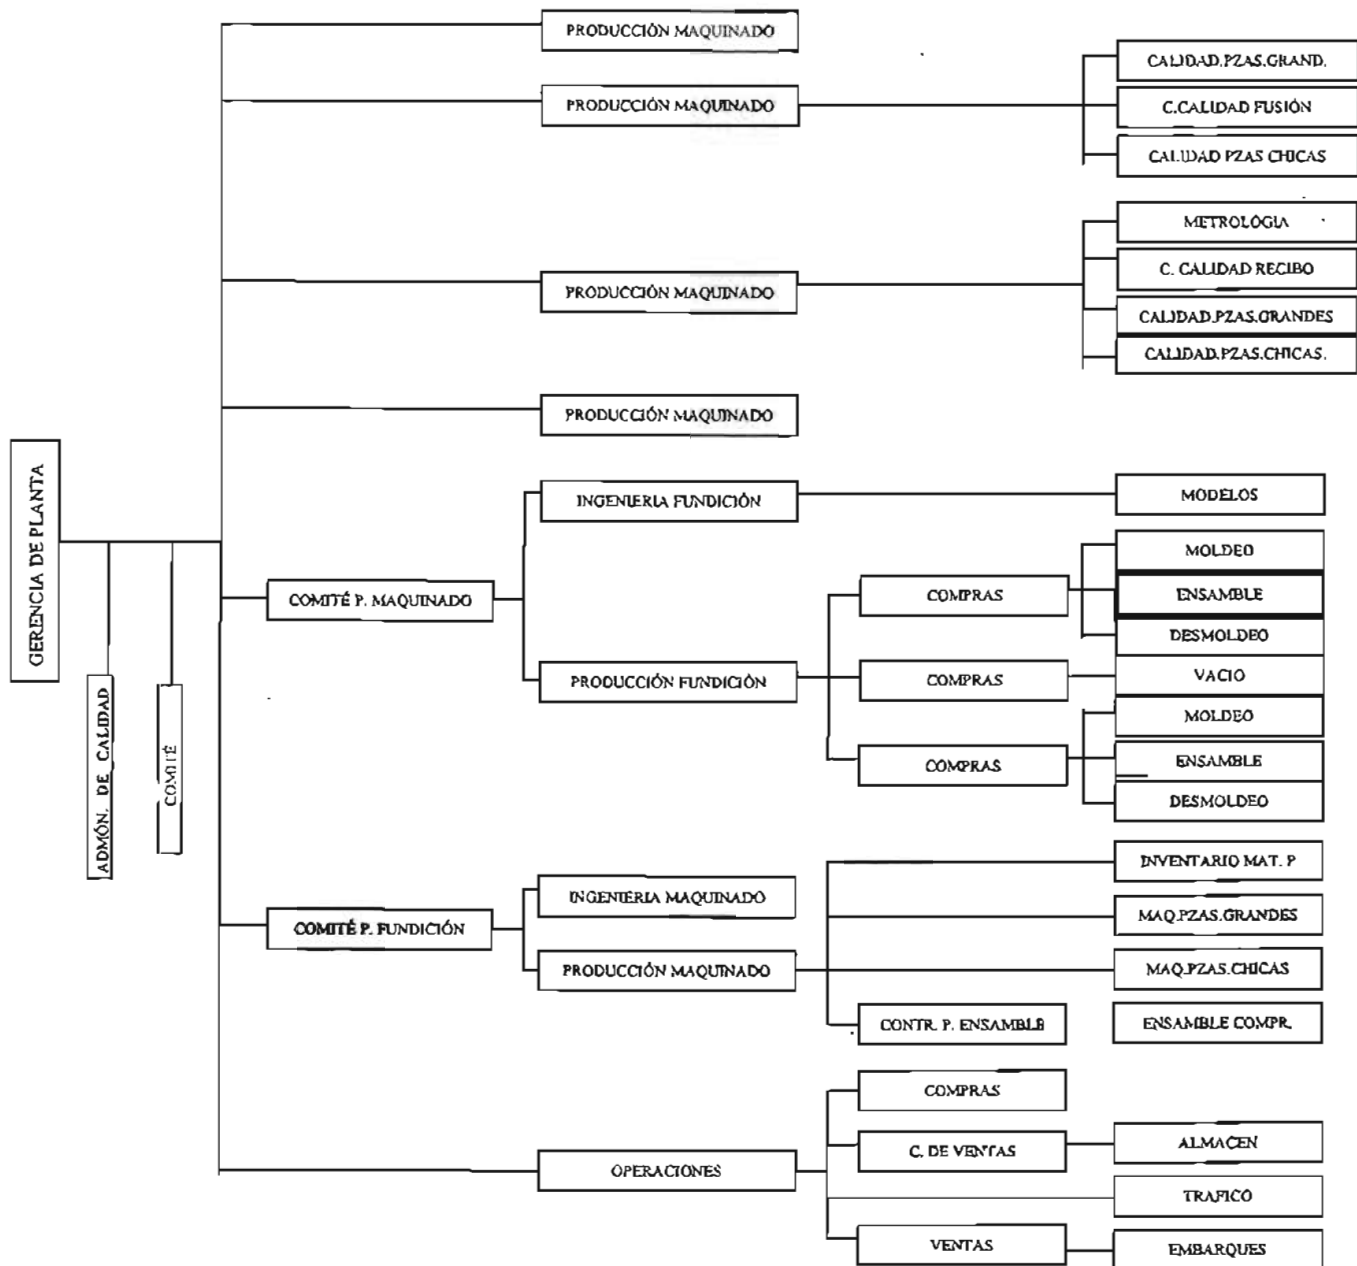 PRODUCCIÓN MAQUINADO
PRODUCCIÓN MAQUINADO
CALIDAD.PZAS.GRAND.
C.CALIDAD FUSIÓN
CALIDAD PZAS CHICAS
PRODUCCIÓN MAQUINADO
METROLOGIA
C. CALIDAD RECIBO
CALIDAD.PZAS.GRANDES
CALIDAD.PZAS.CHICAS.
PRODUCCIÓN MAQUINADO
GERENCIA DE PLANTA
ADMÓN. DE CALIDAD
COMITÉ
COMITÉ P. MAQUINADO
INGENIERIA FUNDICIÓN
MODELOS
PRODUCCIÓN FUNDICIÓN
COMPRAS
MOLDEO
ENSAMBLE
DESMOLDEO
COMPRAS
VACIO
COMPRAS
MOLDEO
ENSAMBLE
DESMOLDEO
COMITÉ P. FUNDICIÓN
INGENIERIA MAQUINADO
PRODUCCIÓN MAQUINADO
INVENTARIO MAT. P
MAQ.PZAS.GRANDES
MAQ.PZAS.CHICAS
CONTR. P. ENSAMBLE
ENSAMBLE COMPR.
OPERACIONES
COMPRAS
C. DE VENTAS
ALMACEN
TRAFICO
VENTAS
EMBARQUES